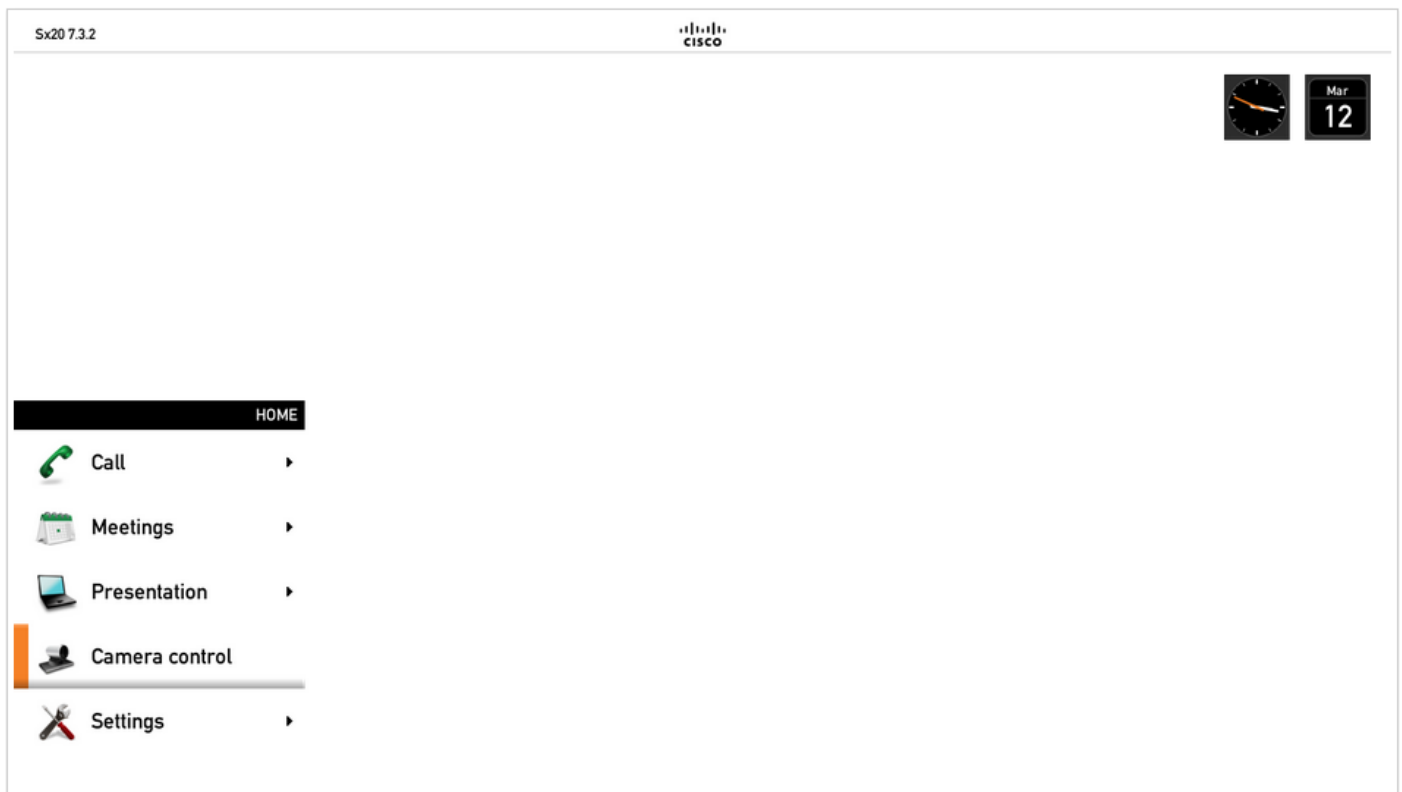 Sx20 7.3.2
CISCO
Mar
12
HOME
Call
Meetings
Presentation
Camera control
Settings